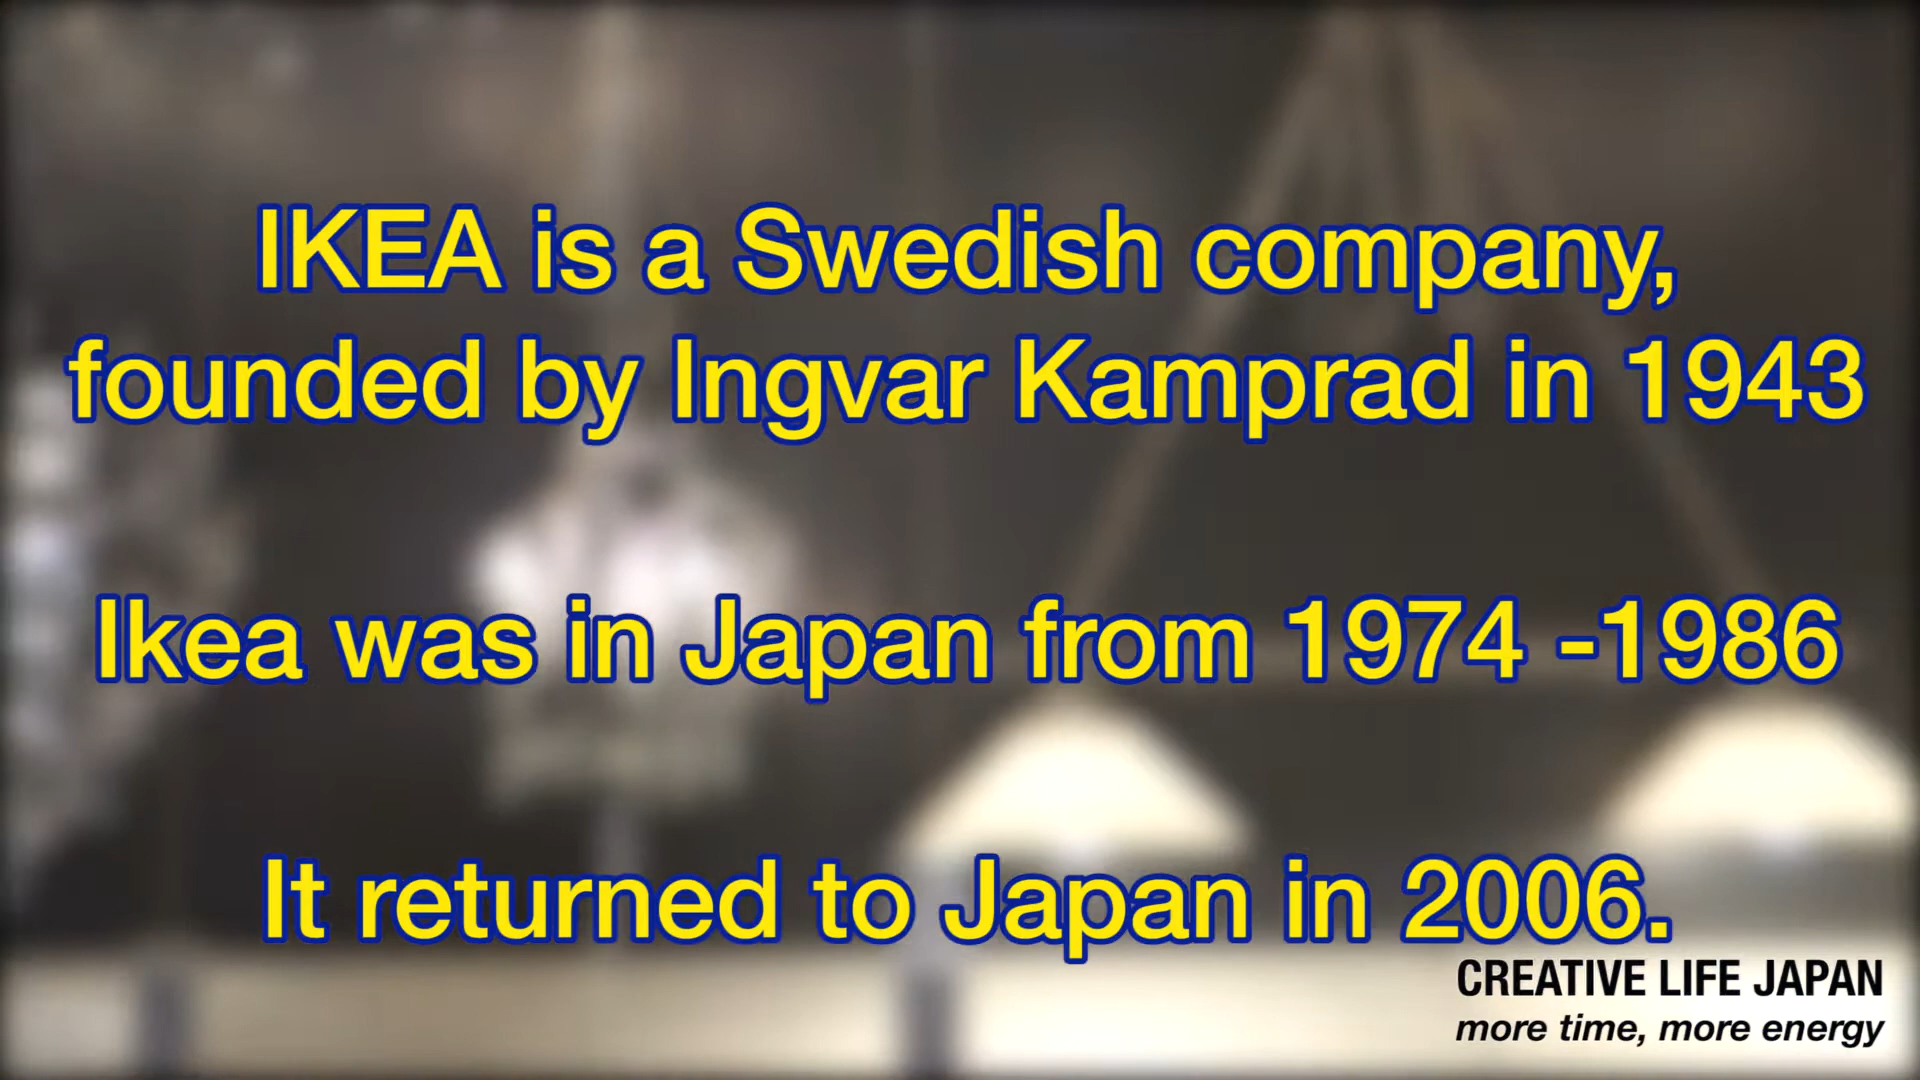 IKEA is a Swedish company,
founded by Ingvar Kamprad in 1943
Ikea was in Japan from 1974 -1986
It returned to Japan in 2006.
CREATIVE LIFE JAPAN
more time, more energy